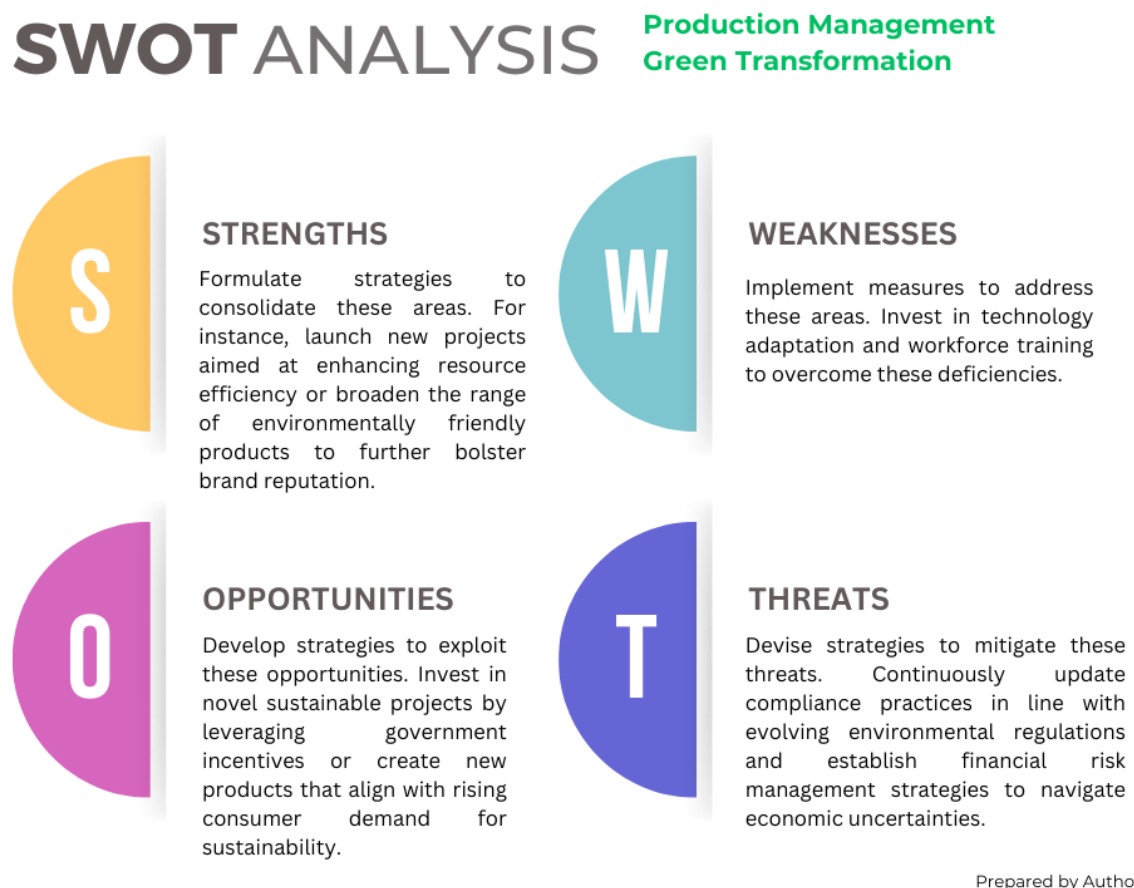 SWOT ANALYSIS
Production Management
Green Transformation
S
STRENGTHS
Formulate strategies to
consolidate these areas. For
instance, launch new projects
aimed at enhancing resource
efficiency or broaden the range
of environmentally friendly
products to further bolster
brand reputation.
W
WEAKNESSES
Implement measures to address
these areas. Invest in technology
adaptation and workforce training
to overcome these deficiencies.
O
OPPORTUNITIES
Develop strategies to exploit
these opportunities. Invest in
novel sustainable projects by
leveraging government
incentives or create new
products that align with rising
consumer demand for
sustainability.
T
THREATS
Devise strategies to mitigate these
threats. Continuously update
compliance practices in line with
evolving environmental regulations
and establish financial risk
management strategies to navigate
economic uncertainties.
Prepared by Autho